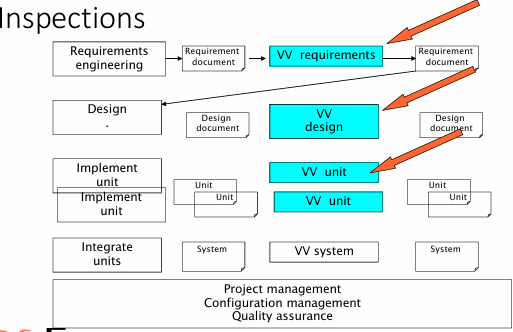 Inspections
Requirements
engineering
Requirement
document
VV requirements
Requirement
document
Design
.
Design
document
VV
design
Design
document
Implement
unit
Implement
unit
Unit
Unit
VV unit
VV unit
Unit
Unit
Integrate
units
System
VV system
System
Project management
Configuration management
Quality assurance